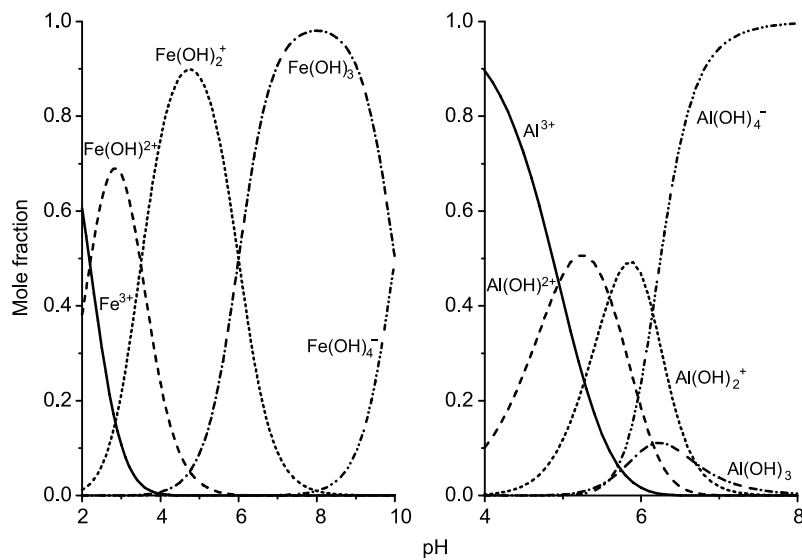 Mole fraction
1.0
0.8
0.6
0.4
0.2
0.0
2
4
6
8
10
Fe(OH)₂⁺
Fe(OH)₃
Fe(OH)²⁺
Fe³⁺
Fe(OH)₄⁻
1.0
0.8
0.6
0.4
0.2
0.0
4
6
8
Al³⁺
Al(OH)₄⁻
Al(OH)²⁺
Al(OH)₂⁺
Al(OH)₃
pH